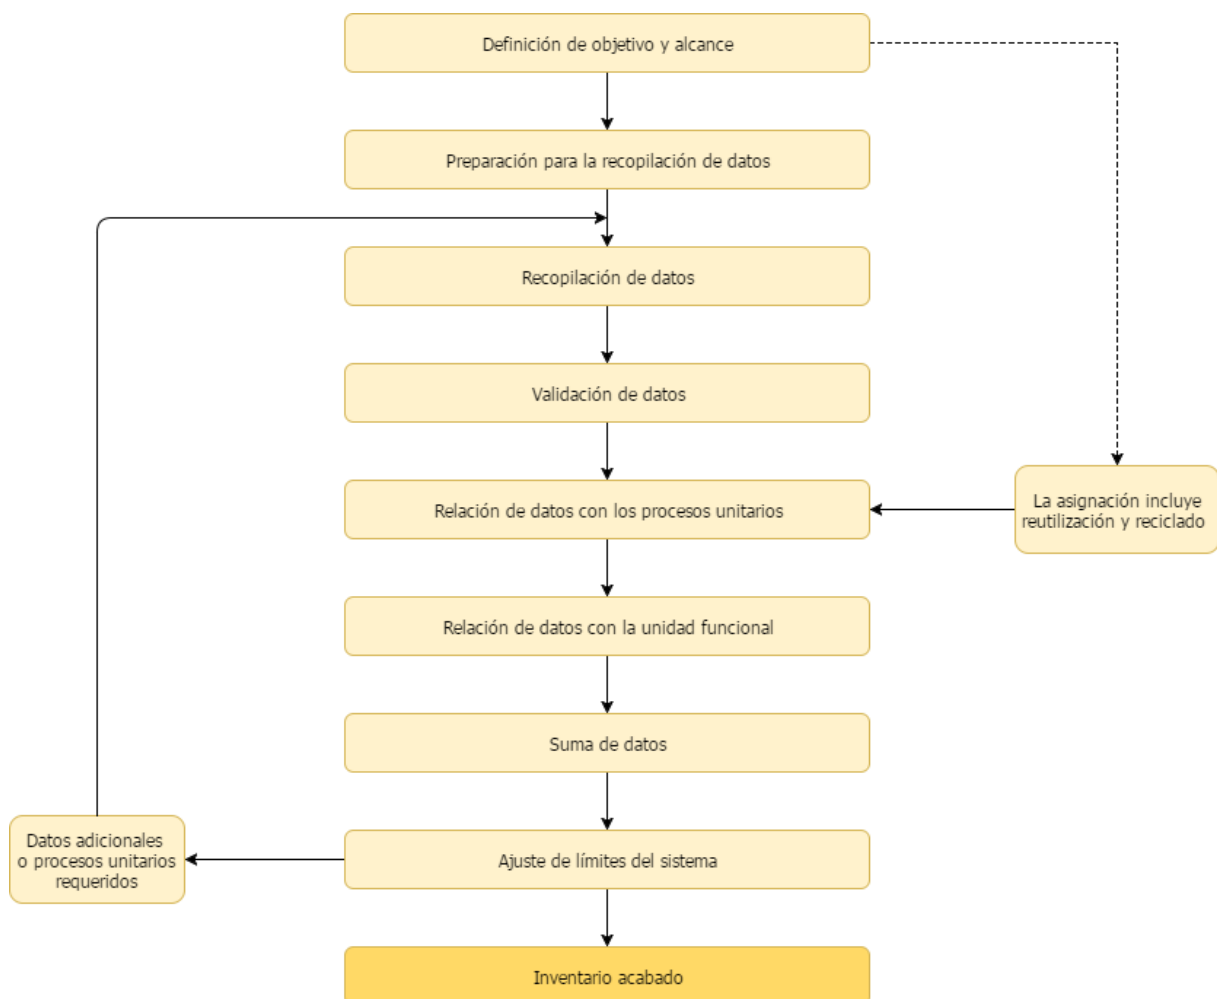 Definición de objetivo y alcance
Preparación para la recopilación de datos
Recopilación de datos
Validación de datos
Relación de datos con los procesos unitarios
La asignación incluye
reutilización y reciclado
Relación de datos con la unidad funcional
Suma de datos
Datos adicionales
o procesos unitarios
requeridos
Ajuste de límites del sistema
Inventario acabado